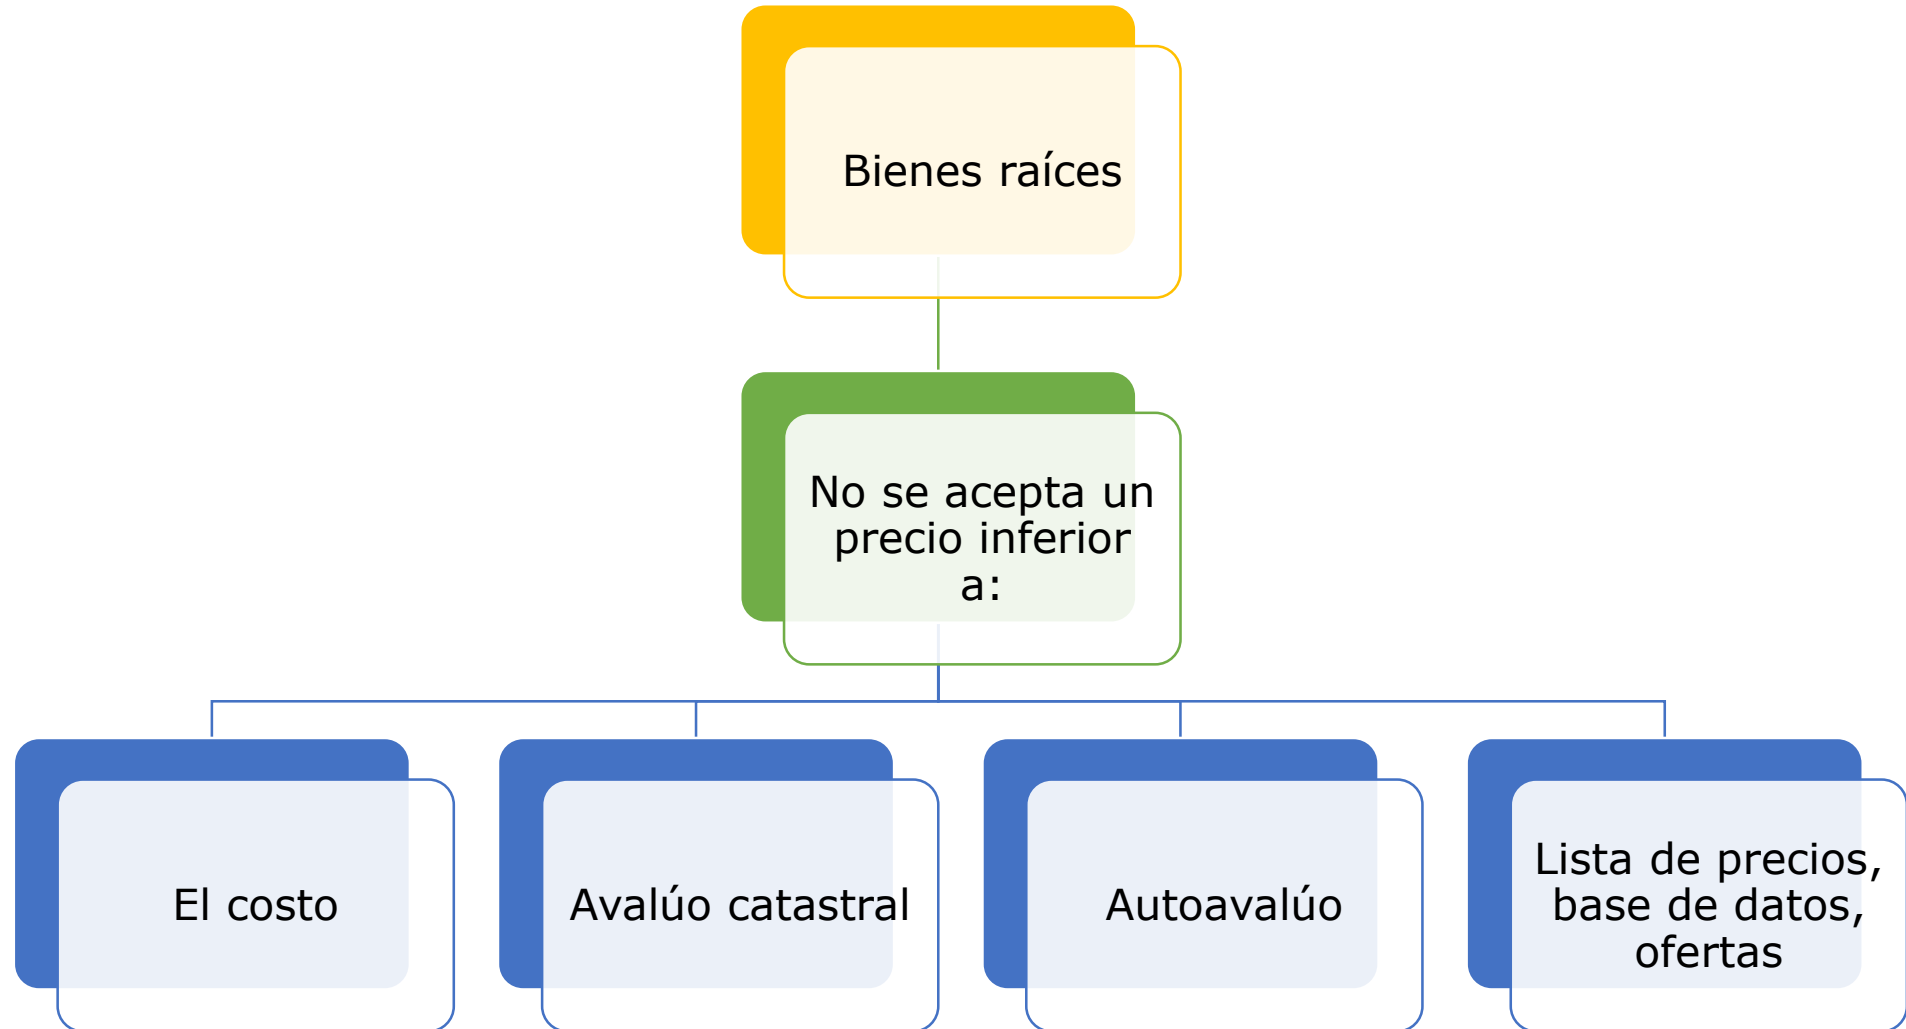 Bienes raíces
No se acepta un
precio inferior
a:
El costo
Avalúo catastral
Autoavalúo
Lista de precios,
base de datos,
ofertas